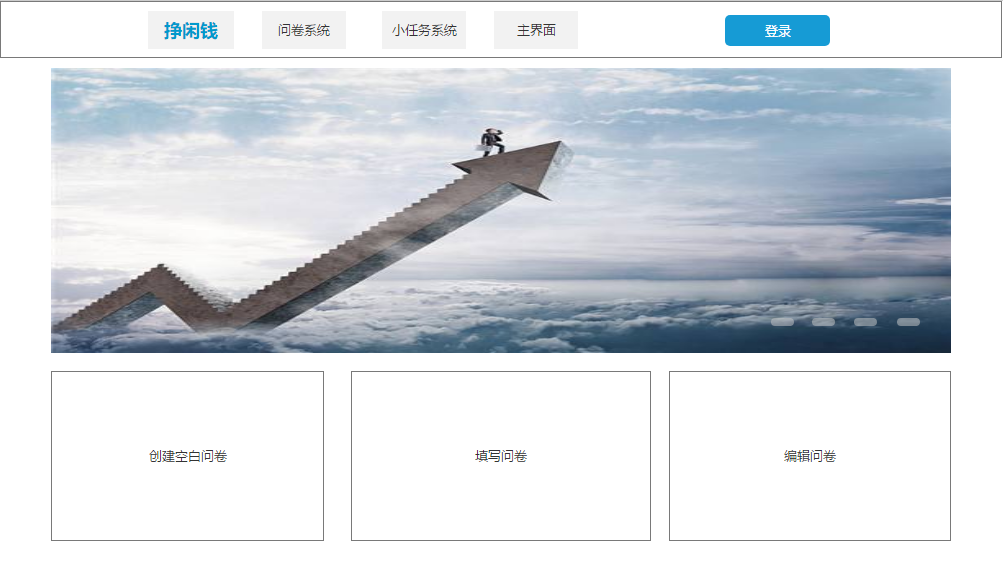 挣闲钱
问卷系统
小任务系统
主界面
登录
创建空白问卷
填写问卷
编辑问卷